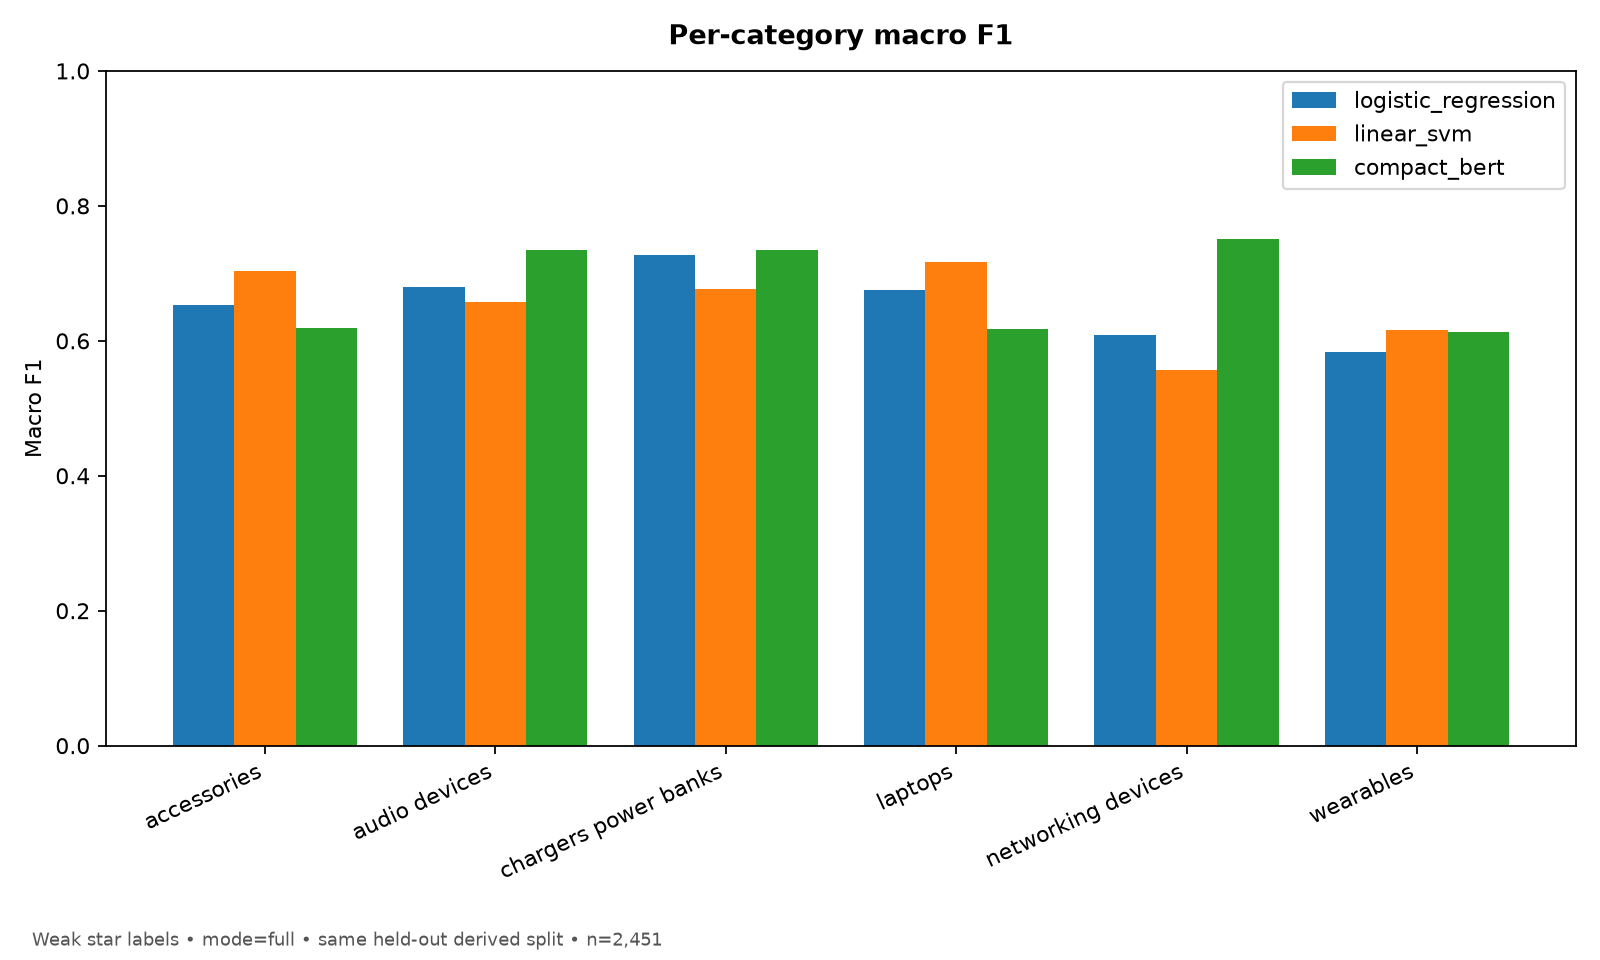 Per-category macro F1
logistic_regression
linear_svm
compact_bert
Macro F1
1.0
0.8
0.6
0.4
0.2
0.0
accessories
audio devices
chargers power banks
laptops
networking devices
wearables
Weak star labels • mode=full • same held-out derived split • n=2,451